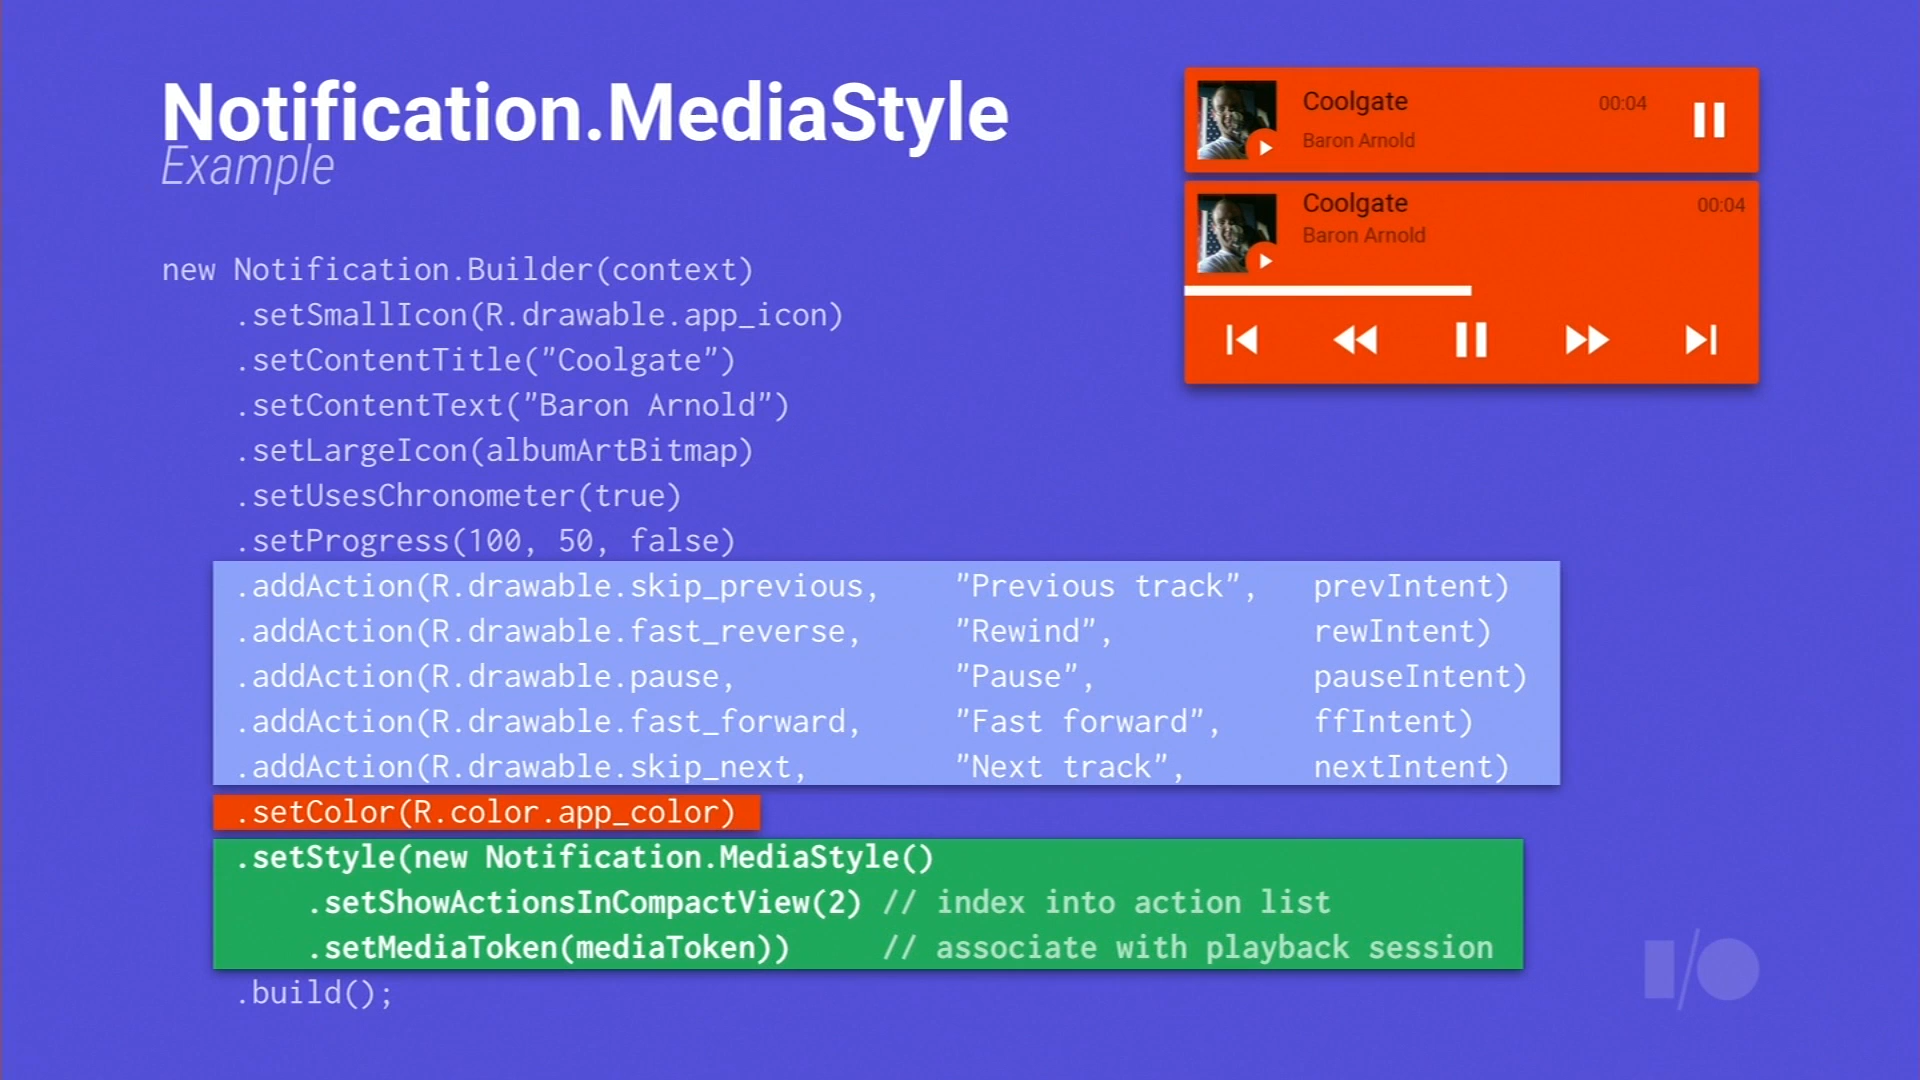 Notification.MediaStyle
Example
Coolgate
00:04
Baron Arnold
Coolgate
00:04
Baron Arnold
new Notification.Builder(context)
.setSmallIcon(R.drawable.app_icon)
.setContentTitle("Coolgate")
.setContentText("Baron Arnold")
.setLargeIcon(albumArtBitmap)
.setUsesChronometer(true)
.setProgress(100, 50, false)
.addAction(R.drawable.skip_previous, "Previous track", prevIntent)
.addAction(R.drawable.fast_reverse, "Rewind", rewIntent)
.addAction(R.drawable.pause, "Pause", pauseIntent)
.addAction(R.drawable.fast_forward, "Fast forward", ffIntent)
.addAction(R.drawable.skip_next, "Next track", nextIntent)
.setColor(R.color.app_color)
.setStyle(new Notification.MediaStyle()
.setShowActionsInCompactView(2) // index into action list
.setMediaToken(mediaToken)) // associate with playback session
.build();
I/O